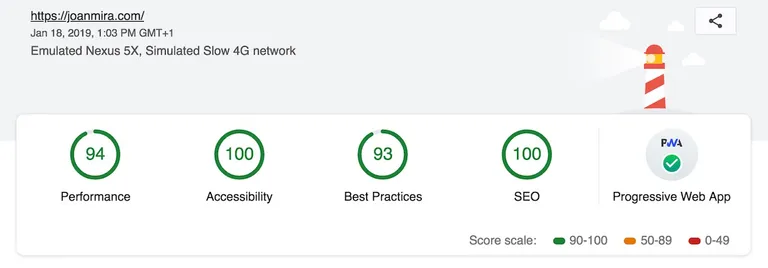 https://joanmira.com/
Jan 18, 2019, 1:03 PM GMT+1
Emulated Nexus 5X, Simulated Slow 4G network
94 100 93 100 PWA
Performance Accessibility Best Practices SEO Progressive Web App
Score scale: 90-100 50-89 0-49